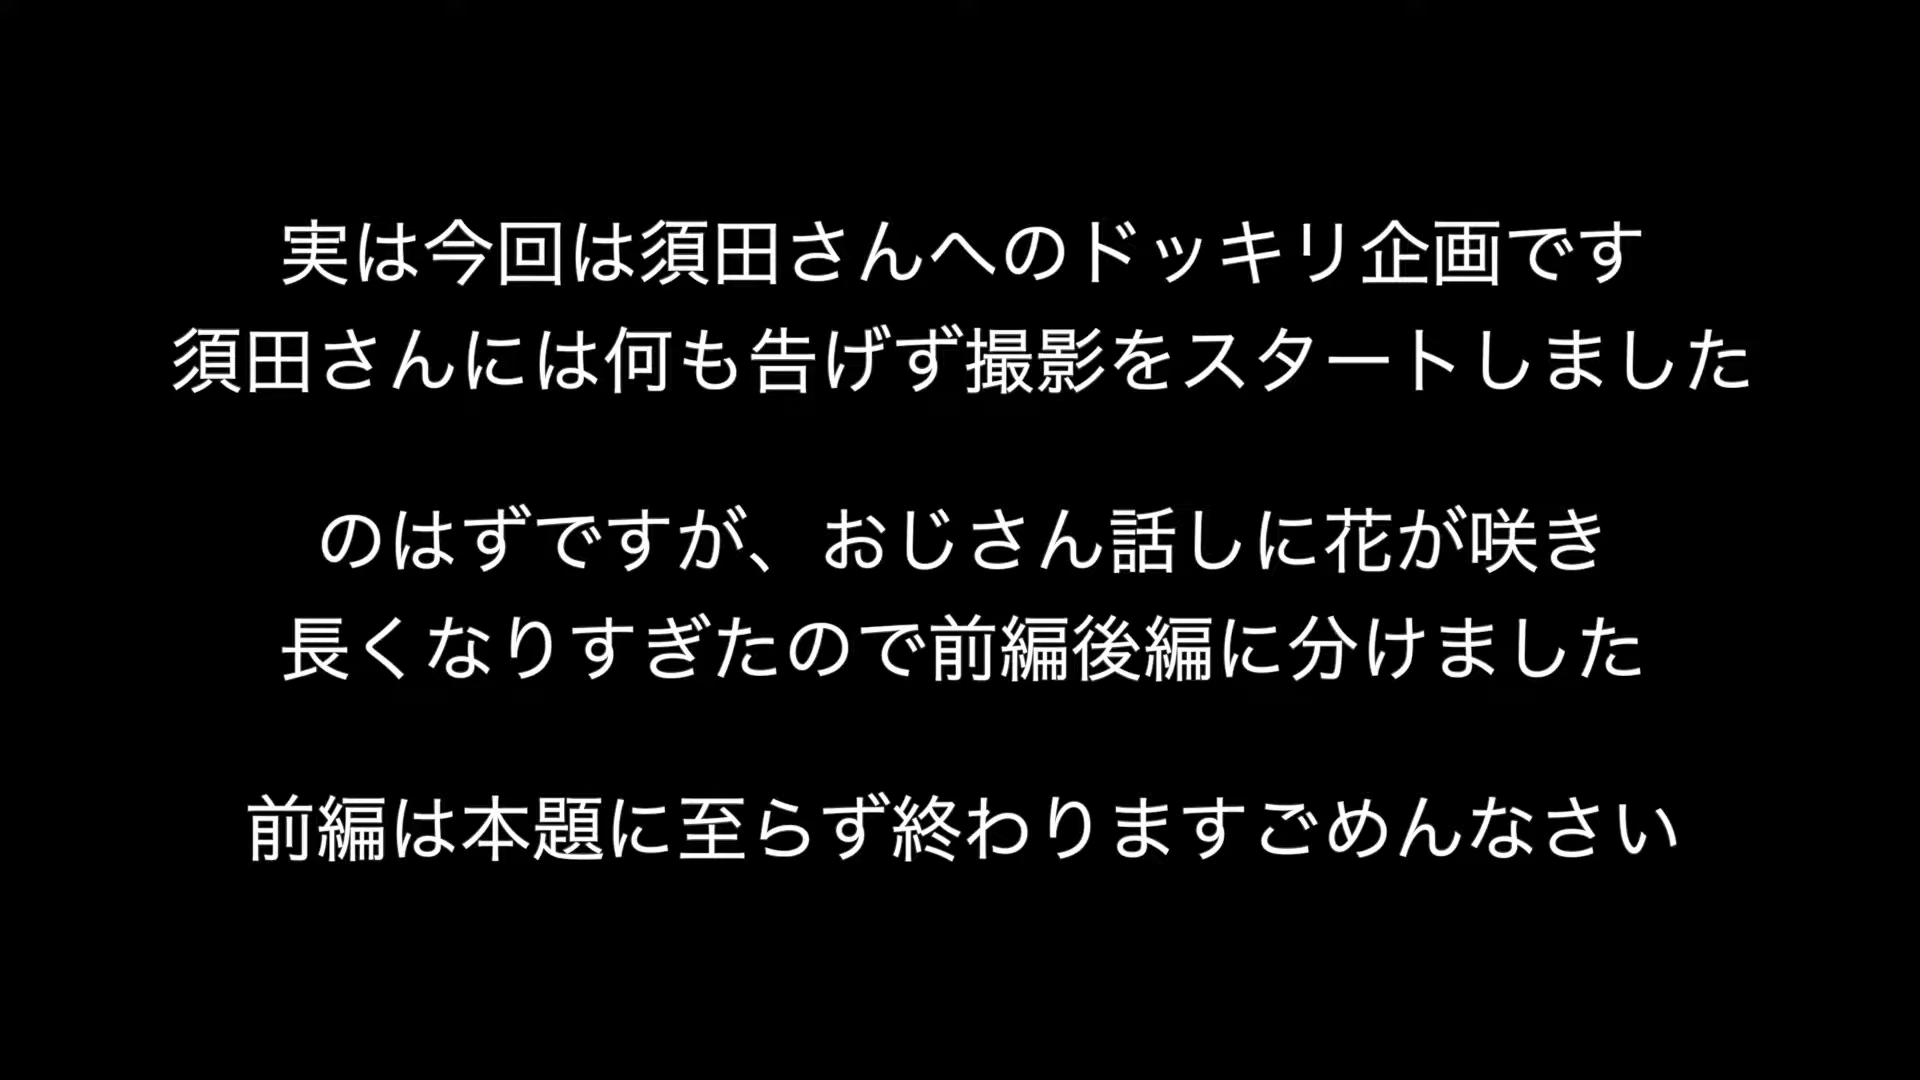 実は今回は須田さんへのドッキリ企画です
須田さんには何も告げず撮影をスタートしました
のはずですが、おじさん話しに花が咲き
長くなりすぎたので前編後編に分けました
前編は本題に至らず終わりますごめんなさい